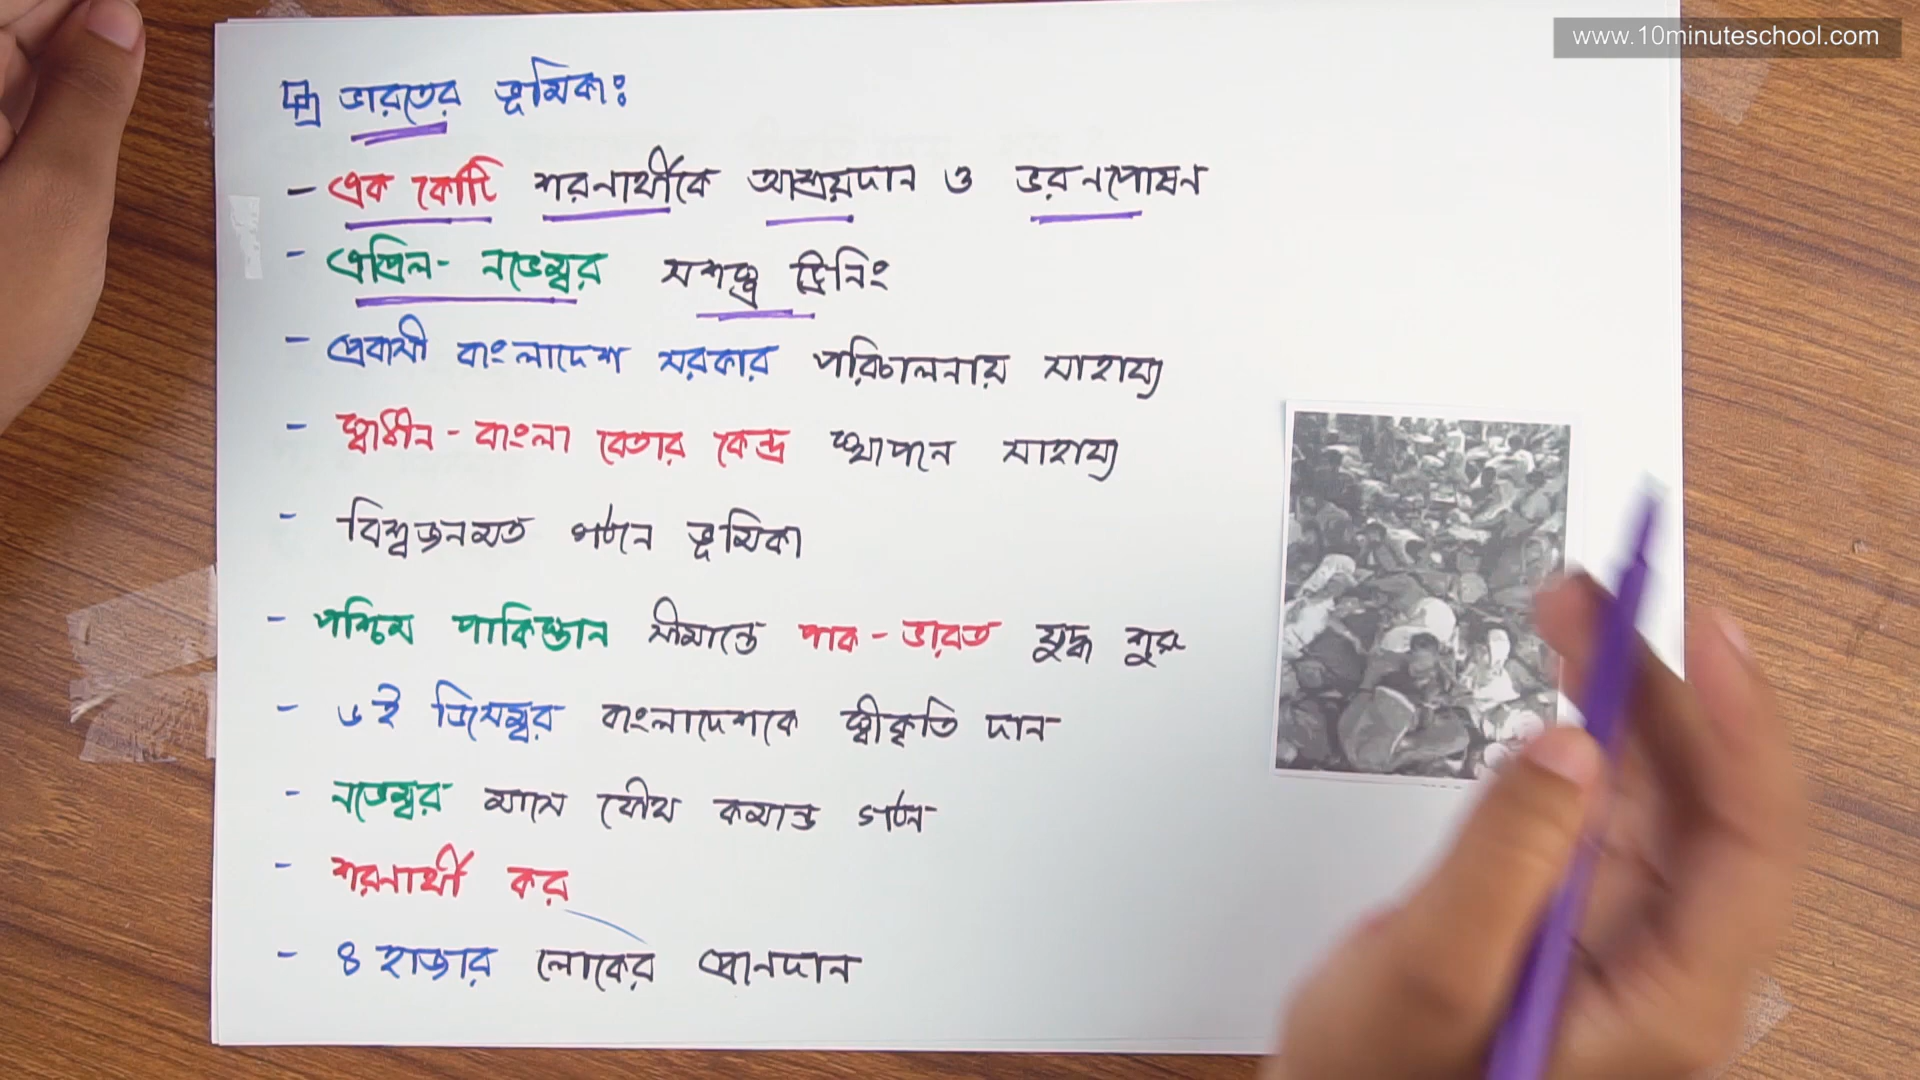 www.10minuteschool.com
ভারতের ভূমিকাঃ
- এক কোটি শরনার্থীকে আশ্রয়দান ও ভরনপোষন
- এপ্রিল - নভেম্বর সশস্ত্র ট্রেনিং
- প্রবাসী বাংলাদেশ সরকার পরিচালনায় সাহায্য
- স্বাধীন - বাংলা বেতার কেন্দ্র স্থাপনে সাহায্য
- বিশ্বজনমত গঠনে ভূমিকা
- পশ্চিম পাকিস্তান সীমান্তে পাক - ভারত যুদ্ধ শুরু
- ৬ই ডিসেম্বর বাংলাদেশকে স্বীকৃতি দান
- নভেম্বর মাসে যৌথ কমান্ড গঠন
- শরনার্থী কর
- ৪ হাজার লোকের প্রানদান